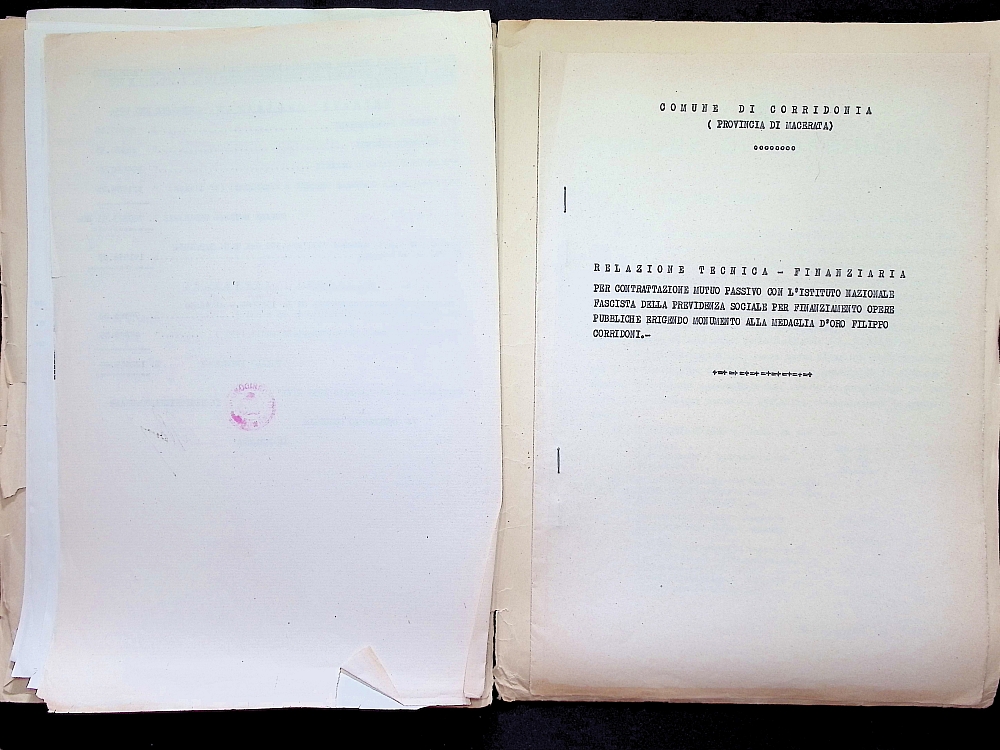 COMUNE DI CORRIDONIA
( PROVINCIA DI MACERATA)
oooooooo
RELAZIONE TECNICA - FINANZIARIA
PER CONTRATTAZIONE MUTUO PASSIVO CON L'ISTITUTO NAZIONALE
FASCISTA DELLA PREVIDENZA SOCIALE PER FINANZIAMENTO OPERE
PUBBLICHE ERIGENDO MONUMENTO ALLA MEDAGLIA D'ORO FILIPPO
CORRIDONI.-
+=+=+=+=+=+=+=+=+